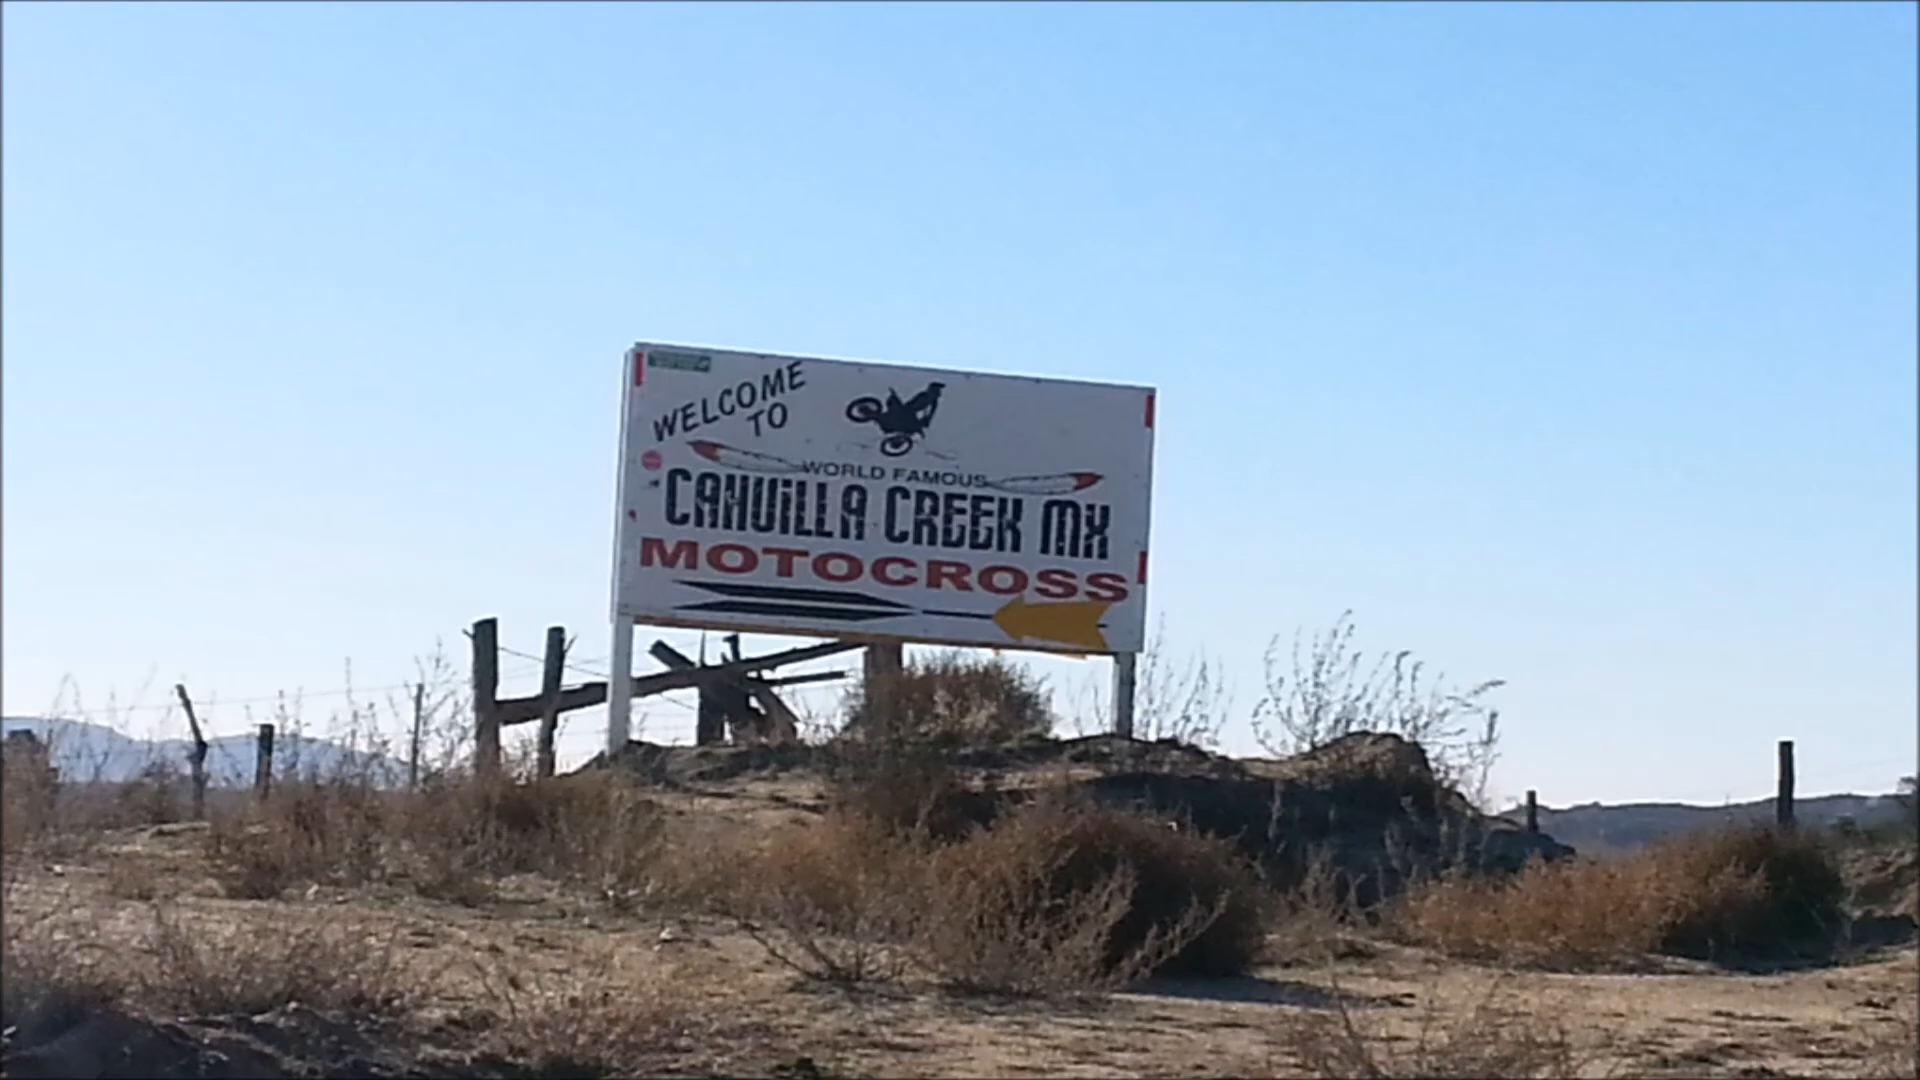 WELCOME
TO
WORLD FAMOUS
CAHUiLLA CREEK MX
MOTOCROSS